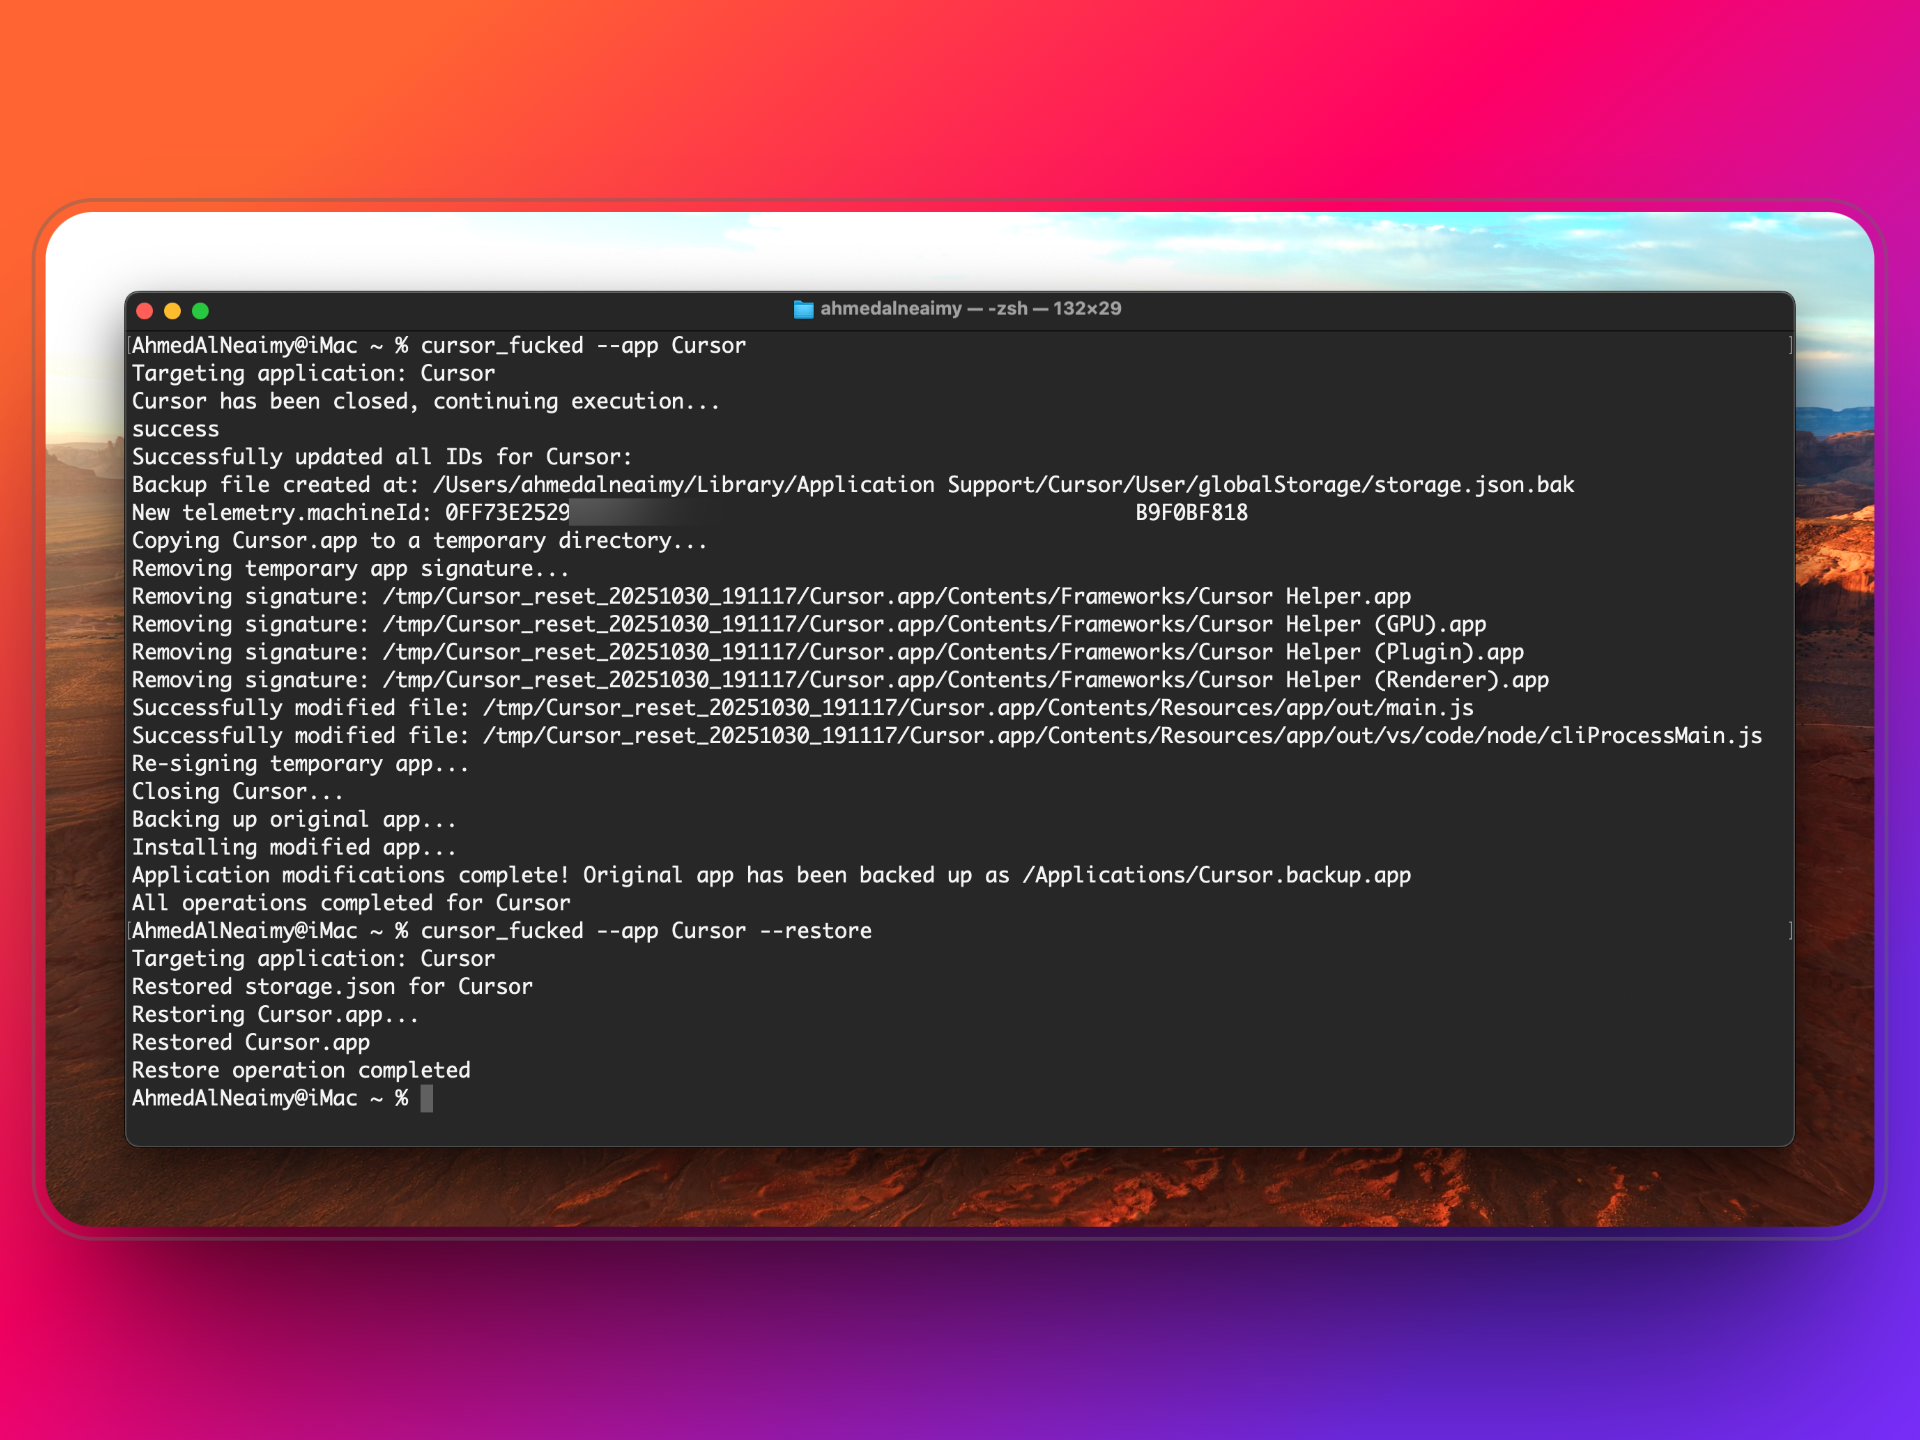 ahmedalneaimy — -zsh — 132×29
AhmedAlNeaimy@iMac ~ % cursor_fucked --app Cursor
Targeting application: Cursor
Cursor has been closed, continuing execution...
success
Successfully updated all IDs for Cursor:
Backup file created at: /Users/ahmedalneaimy/Library/Application Support/Cursor/User/globalStorage/storage.json.bak
New telemetry.machineId: 0FF73E2529 B9F0BF818
Copying Cursor.app to a temporary directory...
Removing temporary app signature...
Removing signature: /tmp/Cursor_reset_20251030_191117/Cursor.app/Contents/Frameworks/Cursor Helper.app
Removing signature: /tmp/Cursor_reset_20251030_191117/Cursor.app/Contents/Frameworks/Cursor Helper (GPU).app
Removing signature: /tmp/Cursor_reset_20251030_191117/Cursor.app/Contents/Frameworks/Cursor Helper (Plugin).app
Removing signature: /tmp/Cursor_reset_20251030_191117/Cursor.app/Contents/Frameworks/Cursor Helper (Renderer).app
Successfully modified file: /tmp/Cursor_reset_20251030_191117/Cursor.app/Contents/Resources/app/out/main.js
Successfully modified file: /tmp/Cursor_reset_20251030_191117/Cursor.app/Contents/Resources/app/out/vs/code/node/cliProcessMain.js
Re-signing temporary app...
Closing Cursor...
Backing up original app...
Installing modified app...
Application modifications complete! Original app has been backed up as /Applications/Cursor.backup.app
All operations completed for Cursor
AhmedAlNeaimy@iMac ~ % cursor_fucked --app Cursor --restore
Targeting application: Cursor
Restored storage.json for Cursor
Restoring Cursor.app...
Restored Cursor.app
Restore operation completed
AhmedAlNeaimy@iMac ~ %